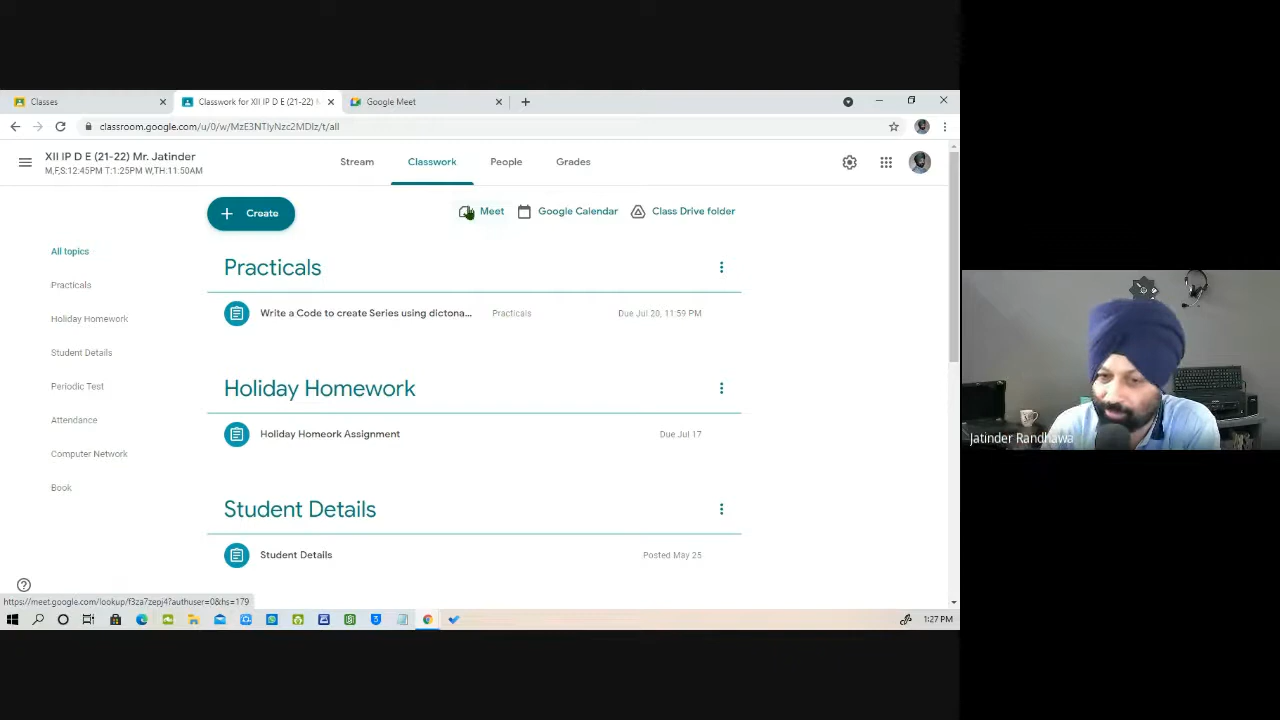 Classes
Classwork for XII IP D E (21-22) M
Google Meet
classroom.google.com/u/0/w/MzE3NTIyNzc2MDIz/t/all
XII IP D E (21-22) Mr. Jatinder
M,F,S:12:45PM T:1:25PM W,TH:11:50AM
Stream
Classwork
People
Grades
Create
Meet
Google Calendar
Class Drive folder
All topics
Practicals
Holiday Homework
Student Details
Periodic Test
Attendance
Computer Network
Book
Practicals
Write a Code to create Series using dictona...
Practicals
Due Jul 20, 11:59 PM
Holiday Homework
Holiday Homeork Assignment
Due Jul 17
Student Details
Student Details
Posted May 25
https://meet.google.com/lookup/f3za7zepj4?authuser=0&hs=179
1:27 PM
Jatinder Randhawa